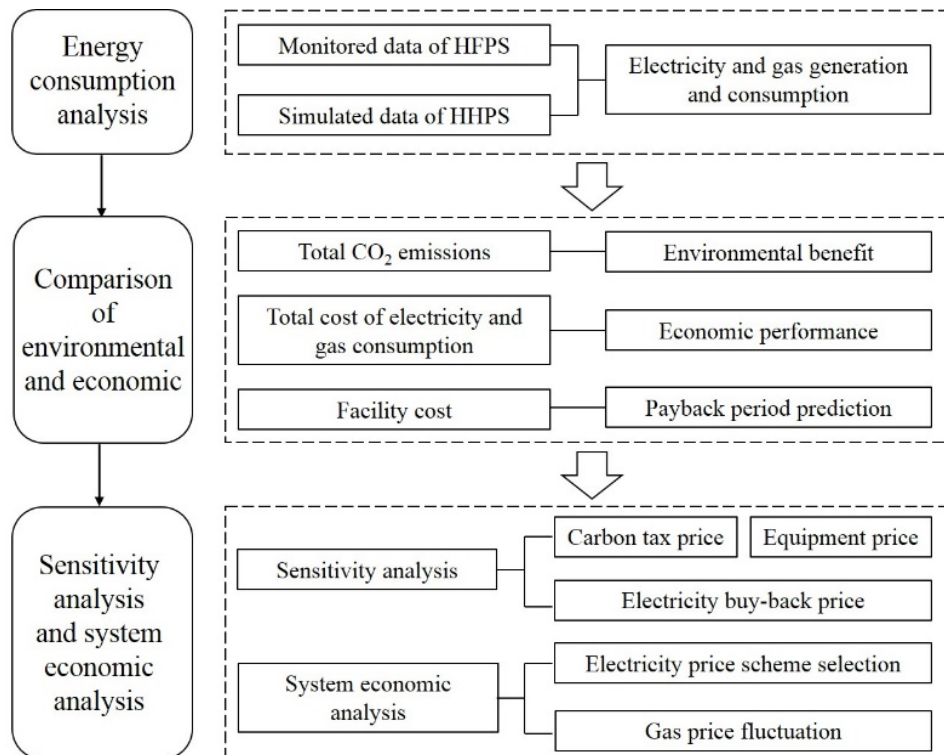 Energy
consumption
analysis
Monitored data of HFPS
Simulated data of HHPS
Electricity and gas generation
and consumption
Comparison
of
environmental
and economic
Total CO₂ emissions
Environmental benefit
Total cost of electricity and
gas consumption
Economic performance
Facility cost
Payback period prediction
Sensitivity
analysis
and system
economic
analysis
Sensitivity analysis
Carbon tax price
Equipment price
Electricity buy-back price
System economic
analysis
Electricity price scheme selection
Gas price fluctuation